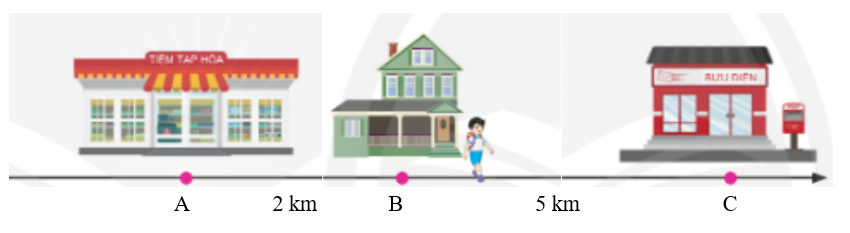 TIỆM TẠP HÓA
BƯU ĐIỆN
A 2 km B 5 km C